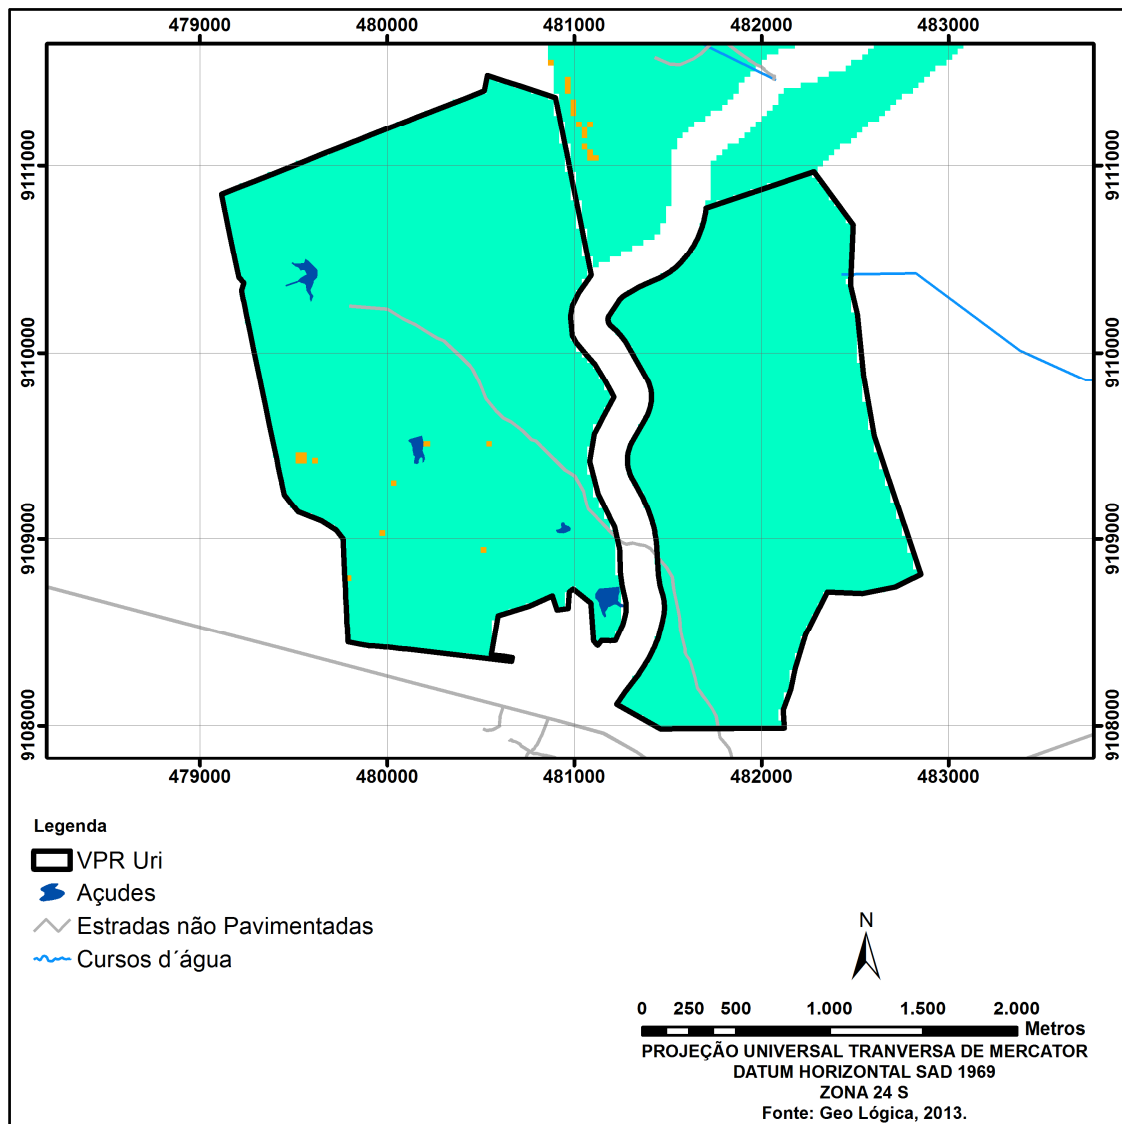 479000 480000 481000 482000 483000
9111000 9111000
9110000 9110000
9109000 9109000
9108000 9108000
479000 480000 481000 482000 483000
Legenda
VPR Uri
Açudes
Estradas não Pavimentadas
Cursos d´água
N
0 250 500 1.000 1.500 2.000
Metros
PROJEÇÃO UNIVERSAL TRANVERSA DE MERCATOR
DATUM HORIZONTAL SAD 1969
ZONA 24 S
Fonte: Geo Lógica, 2013.